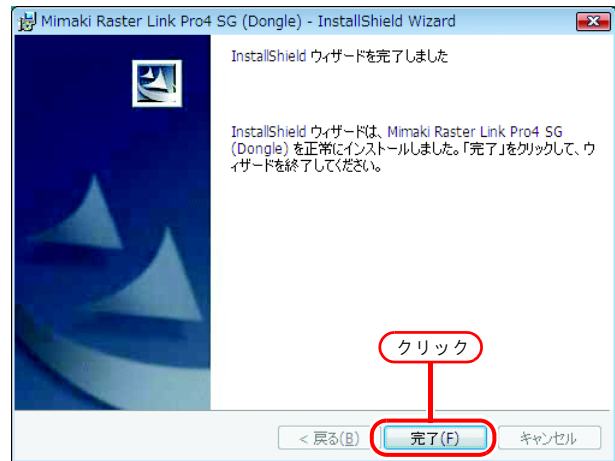 Mimaki Raster Link Pro4 SG (Dongle) - InstallShield Wizard
InstallShield ウィザードを完了しました
InstallShield ウィザードは、Mimaki Raster Link Pro4 SG
(Dongle) を正常にインストールしました。「完了」をクリックして、ウ
ィザードを終了してください。
クリック
< 戻る(B) 完了(F) キャンセル